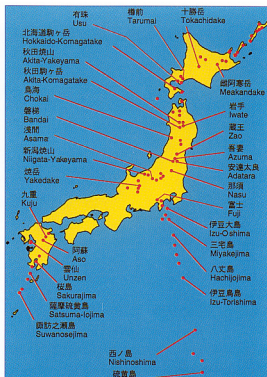 有珠
Usu
樽前
Tarumai
十勝岳
Tokachidake
北海道駒ヶ岳
Hokkaido-Komagatake
秋田焼山
Akita-Yakeyama
秋田駒ヶ岳
Akita-Komagatake
雌阿寒岳
Meakandake
鳥海
Chokai
岩手
Iwate
磐梯
Bandai
蔵王
Zao
浅間
Asama
吾妻
Azuma
新潟焼山
Niigata-Yakeyama
安達太良
Adatara
焼岳
Yakedake
那須
Nasu
九重
Kuju
富士
Fuji
伊豆大島
Izu-Oshima
阿蘇
Aso
三宅島
Miyakejima
雲仙
Unzen
八丈島
Hachijojima
桜島
Sakurajima
伊豆鳥島
Izu-Torishima
薩摩硫黄島
Satsuma-Iojima
諏訪之瀬島
Suwanosejima
西ノ島
Nishinoshima
硫黄島